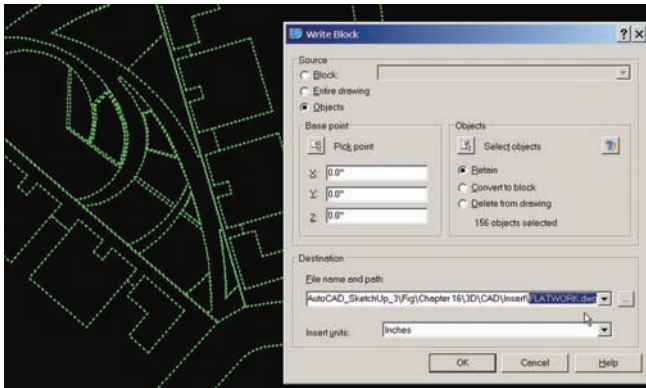 Write Block
Source
Block:
Entire drawing
Objects
Base point
Pick point
X: 0.0"
Y: 0.0"
Z: 0.0"
Objects
Select objects
Retain
Convert to block
Delete from drawing
156 objects selected
Destination
File name and path:
AutoCAD_SketchUp_3\Fig\Chapter 16\3D\CAD\Insert\FLATWORK.dwg
Insert units: Inches
OK Cancel Help